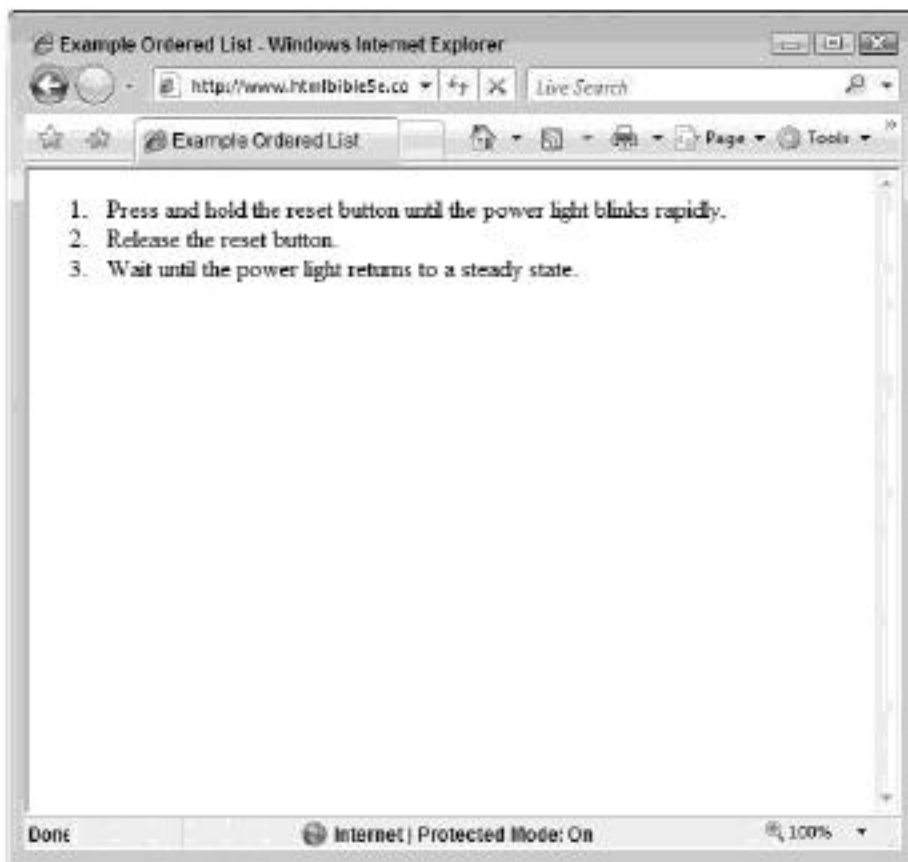 Example Ordered List - Windows Internet Explorer
http://www.htmlbible5e.co Live Search
Example Ordered List Page Tools
1. Press and hold the reset button until the power light blinks rapidly.
2. Release the reset button.
3. Wait until the power light returns to a steady state.
Done Internet | Protected Mode: On 100%